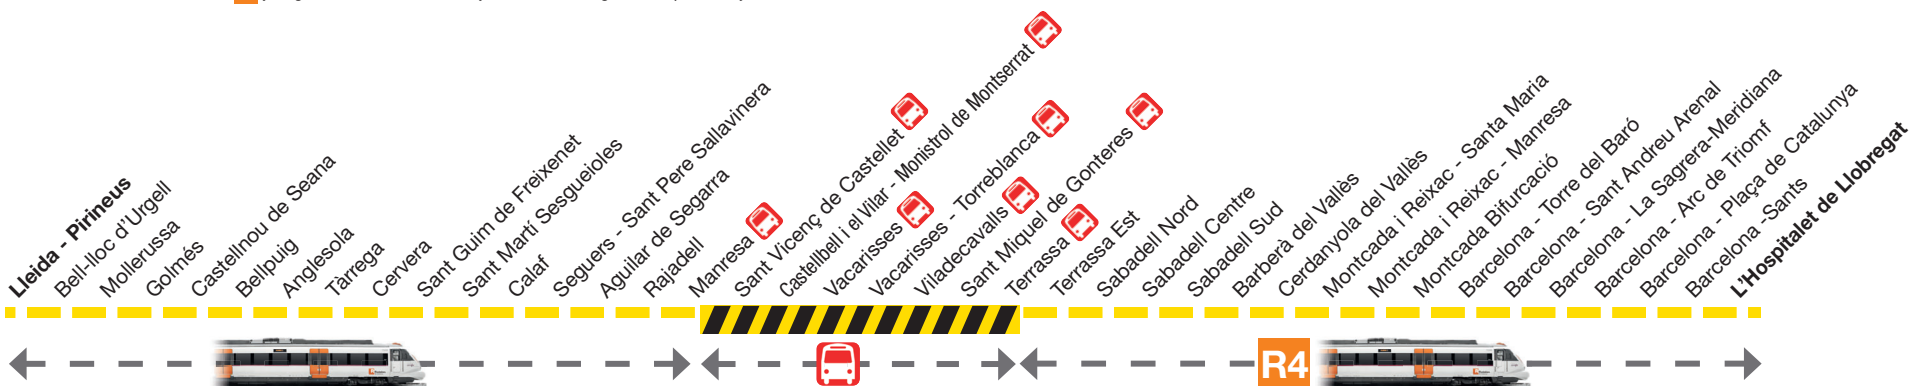 Lleida - Pirineus
Bell-lloc d'Urgell
Mollerussa
Golmés
Castellnou de Seana
Bellpuig
Anglesola
Tàrrega
Cervera
Sant Guim de Freixenet
Sant Martí Sesgueioles
Calaf
Seguers - Sant Pere Sallavinera
Aguilar de Segarra
Rajadell
Manresa
Sant Vicenç de Castellet
Castellbell i el Vilar - Monistrol de Montserrat
Vacarisses
Vacarisses - Torreblanca
Viladecavalls
Sant Miquel de Gonteres
Terrassa
Terrassa Est
Sabadell Nord
Sabadell Centre
Sabadell Sud
Barberà del Vallès
Cerdanyola del Vallès
Montcada i Reixac - Santa Maria
Montcada i Reixac - Manresa
Montcada Bifurcació
Barcelona - Torre del Baró
Barcelona - Sant Andreu Arenal
Barcelona - La Sagrera-Meridiana
Barcelona - Arc de Triomf
Barcelona - Plaça de Catalunya
Barcelona -Sants
L'Hospitalet de Llobregat
R4